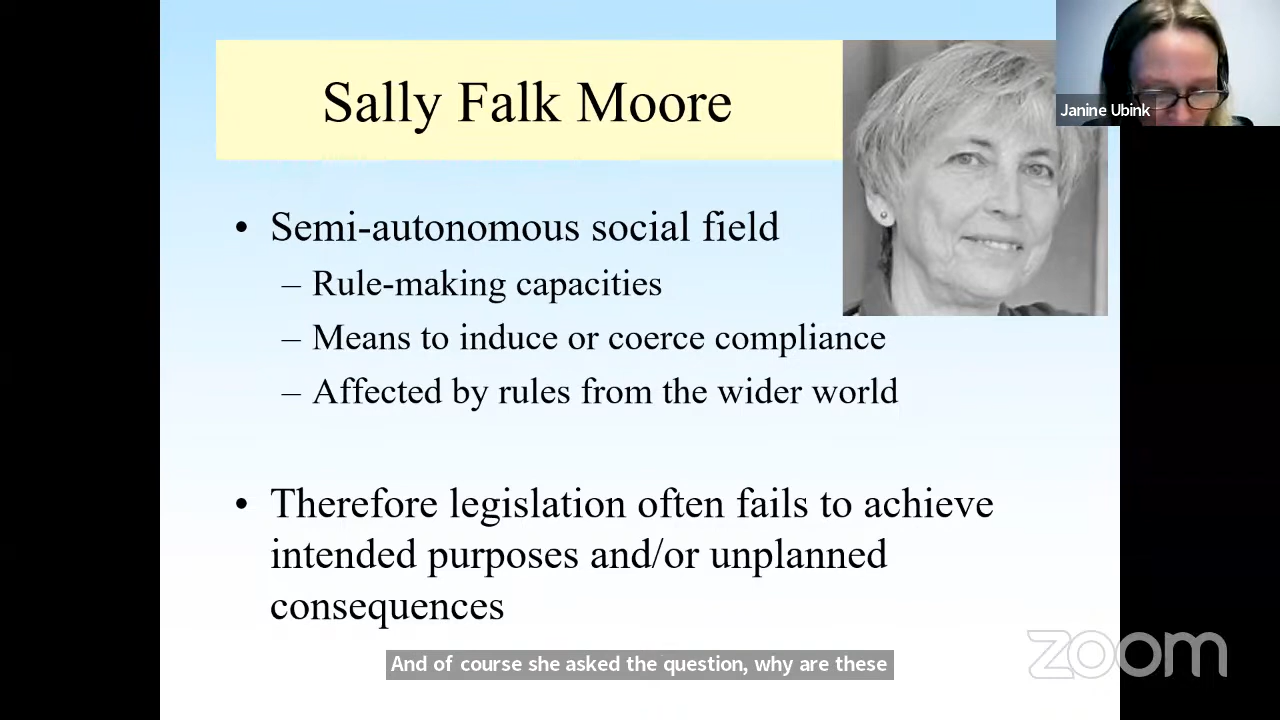 Sally Falk Moore
Janine Ubink
• Semi-autonomous social field
– Rule-making capacities
– Means to induce or coerce compliance
– Affected by rules from the wider world
• Therefore legislation often fails to achieve
intended purposes and/or unplanned
consequences
And of course she asked the question, why are these
zoom